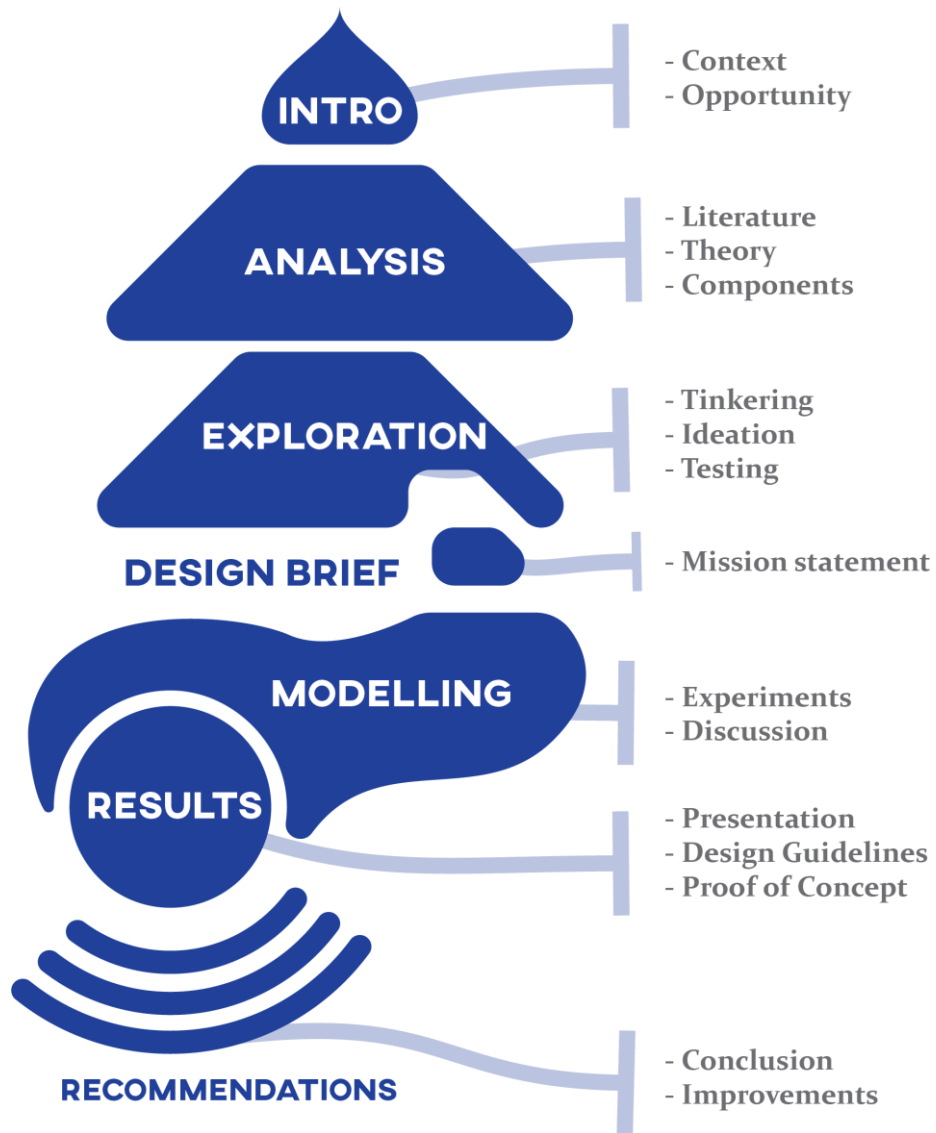 INTRO
- Context
- Opportunity
ANALYSIS
- Literature
- Theory
- Components
EXPLORATION
- Tinkering
- Ideation
- Testing
DESIGN BRIEF
- Mission statement
MODELLING
- Experiments
- Discussion
RESULTS
- Presentation
- Design Guidelines
- Proof of Concept
RECOMMENDATIONS
- Conclusion
- Improvements